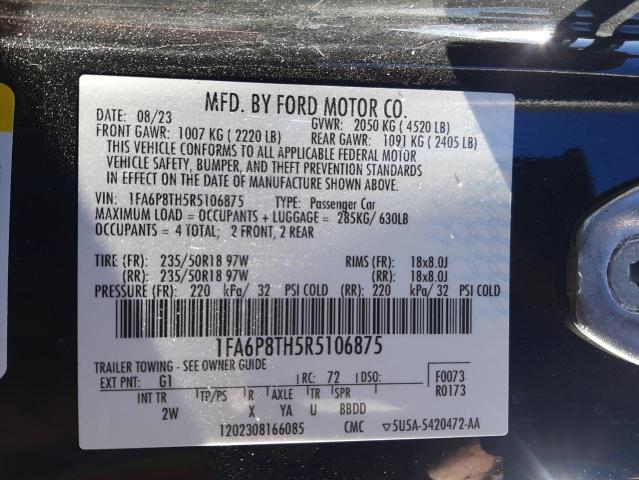 MFD. BY FORD MOTOR CO.
DATE: 08/23 GVWR: 2050 KG ( 4520 LB)
FRONT GAWR: 1007 KG ( 2220 LB) REAR GAWR: 1091 KG ( 2405 LB)
THIS VEHICLE CONFORMS TO ALL APPLICABLE FEDERAL MOTOR
VEHICLE SAFETY, BUMPER, AND THEFT PREVENTION STANDARDS
IN EFFECT ON THE DATE OF MANUFACTURE SHOWN ABOVE.
VIN: 1FA6P8TH5R5106875 TYPE: Passenger Car
MAXIMUM LOAD = OCCUPANTS + LUGGAGE = 285KG/ 630LB
OCCUPANTS = 4 TOTAL; 2 FRONT, 2 REAR
TIRE (FR): 235/50R18 97W RIMS (FR): 18x8.0J
(RR): 235/50R18 97W (RR): 18x8.0J
PRESSURE (FR): 220 kPa/ 32 PSI COLD (RR): 220 kPa/ 32 PSI COLD
1FA6P8TH5R5106875
TRAILER TOWING - SEE OWNER GUIDE
EXT PNT: G1 RC: 72 DSO: F0073
R0173
INT TR TP/PS R AXLE TR SPR
2W X YA U BBDD
1202308166085 CMC ▽5U5A-5420472-AA